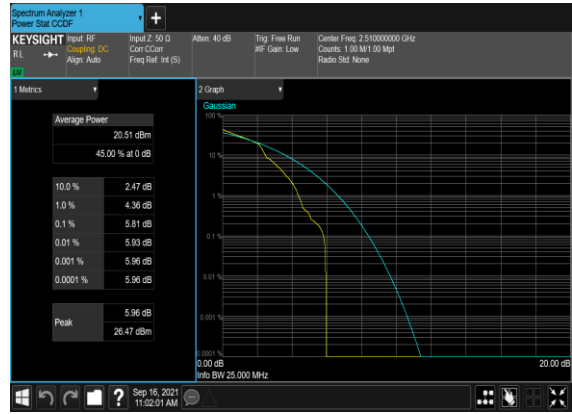 Spectrum Analyzer 1
Power Stat CCDF
KEYSIGHT
RL
Input: RF
Coupling: DC
Align: Auto
Input Z: 50 Ω
Corr CCorr
Freq Ref: Int (S)
Atten: 40 dB
Trig: Free Run
#IF Gain: Low
Center Freq: 2.510000000 GHz
Counts: 1.00 M/1.00 Mpt
Radio Std: None
1 Metrics
Average Power
20.51 dBm
45.00 % at 0 dB
10.0 % 2.47 dB
1.0 % 4.36 dB
0.1 % 5.81 dB
0.01 % 5.93 dB
0.001 % 5.96 dB
0.0001 % 5.96 dB
Peak
5.96 dB
26.47 dBm
2 Graph
Gaussian
100 %
10 %
1 %
0.1 %
0.01 %
0.001 %
0.0001 %
0.00 dB
20.00 dB
Info BW 25.000 MHz
?
Sep 16, 2021
11:02:01 AM